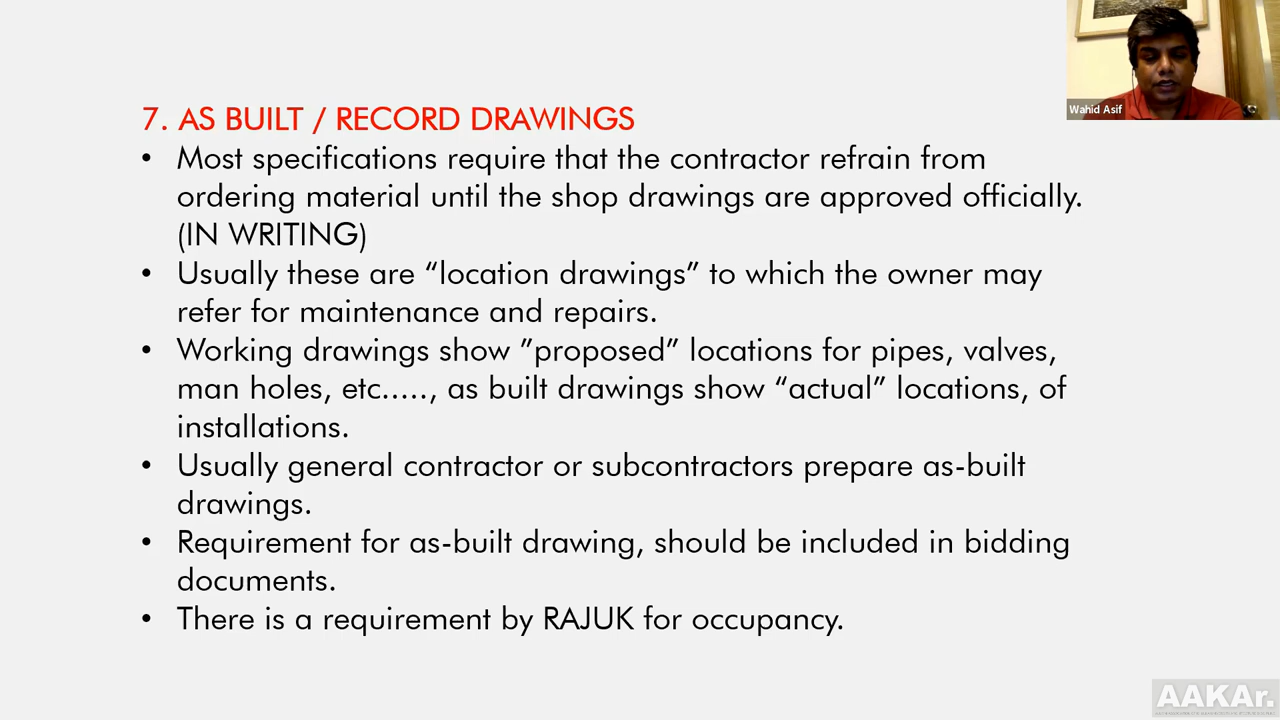 Wahid Asif
7. AS BUILT / RECORD DRAWINGS
• Most specifications require that the contractor refrain from
ordering material until the shop drawings are approved officially.
(IN WRITING)
• Usually these are “location drawings” to which the owner may
refer for maintenance and repairs.
• Working drawings show ”proposed” locations for pipes, valves,
man holes, etc....., as built drawings show “actual” locations, of
installations.
• Usually general contractor or subcontractors prepare as-built
drawings.
• Requirement for as-built drawing, should be included in bidding
documents.
• There is a requirement by RAJUK for occupancy.
AAKAr.